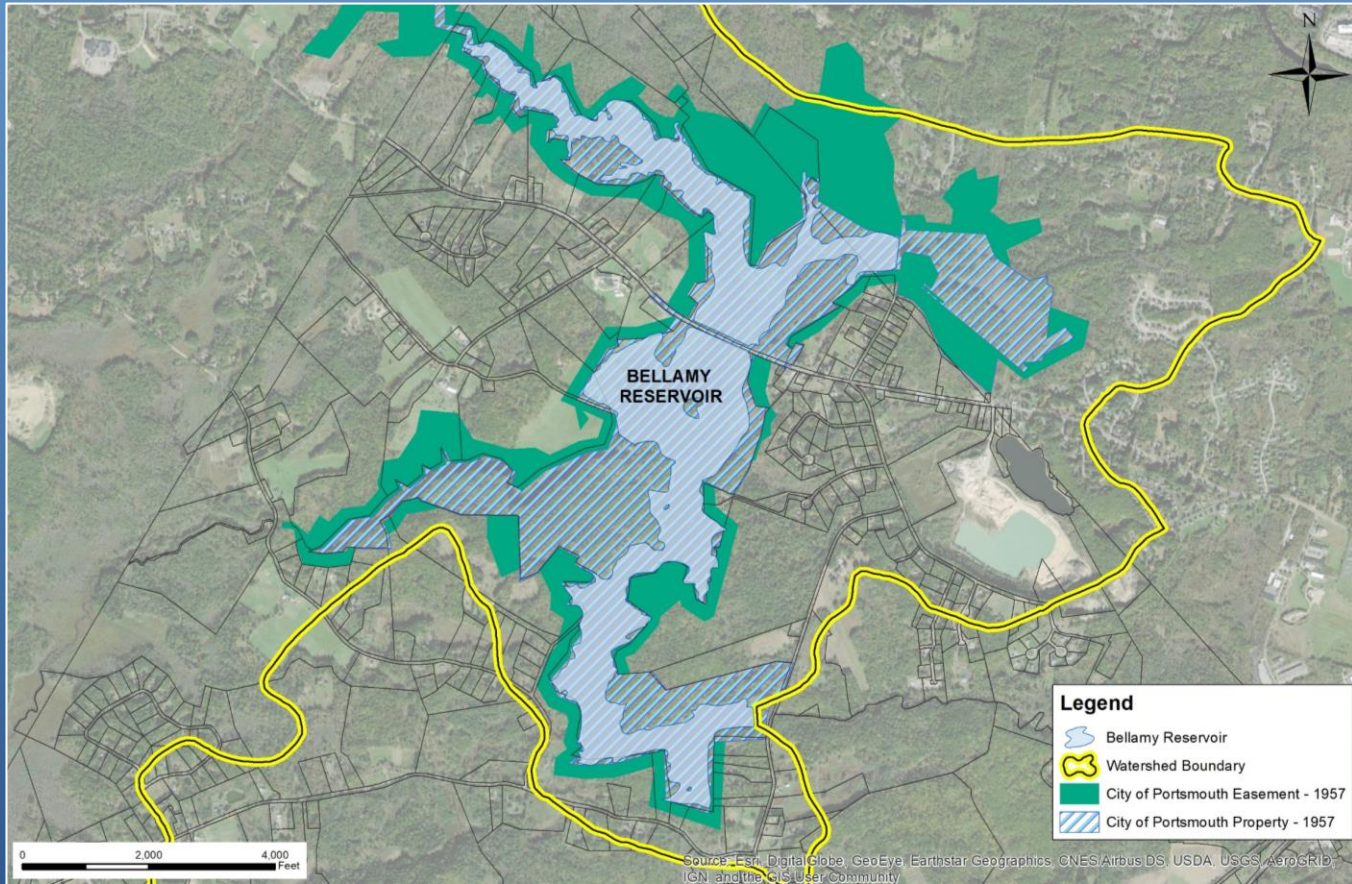 N
BELLAMY
RESERVOIR
Legend
Bellamy Reservoir
Watershed Boundary
City of Portsmouth Easement - 1957
City of Portsmouth Property - 1957
0 2,000 4,000
Feet
Source: Esri, DigitalGlobe, GeoEye, Earthstar Geographics, CNES/Airbus DS, USDA, USGS, AeroGRID,
IGN, and the GIS User Community